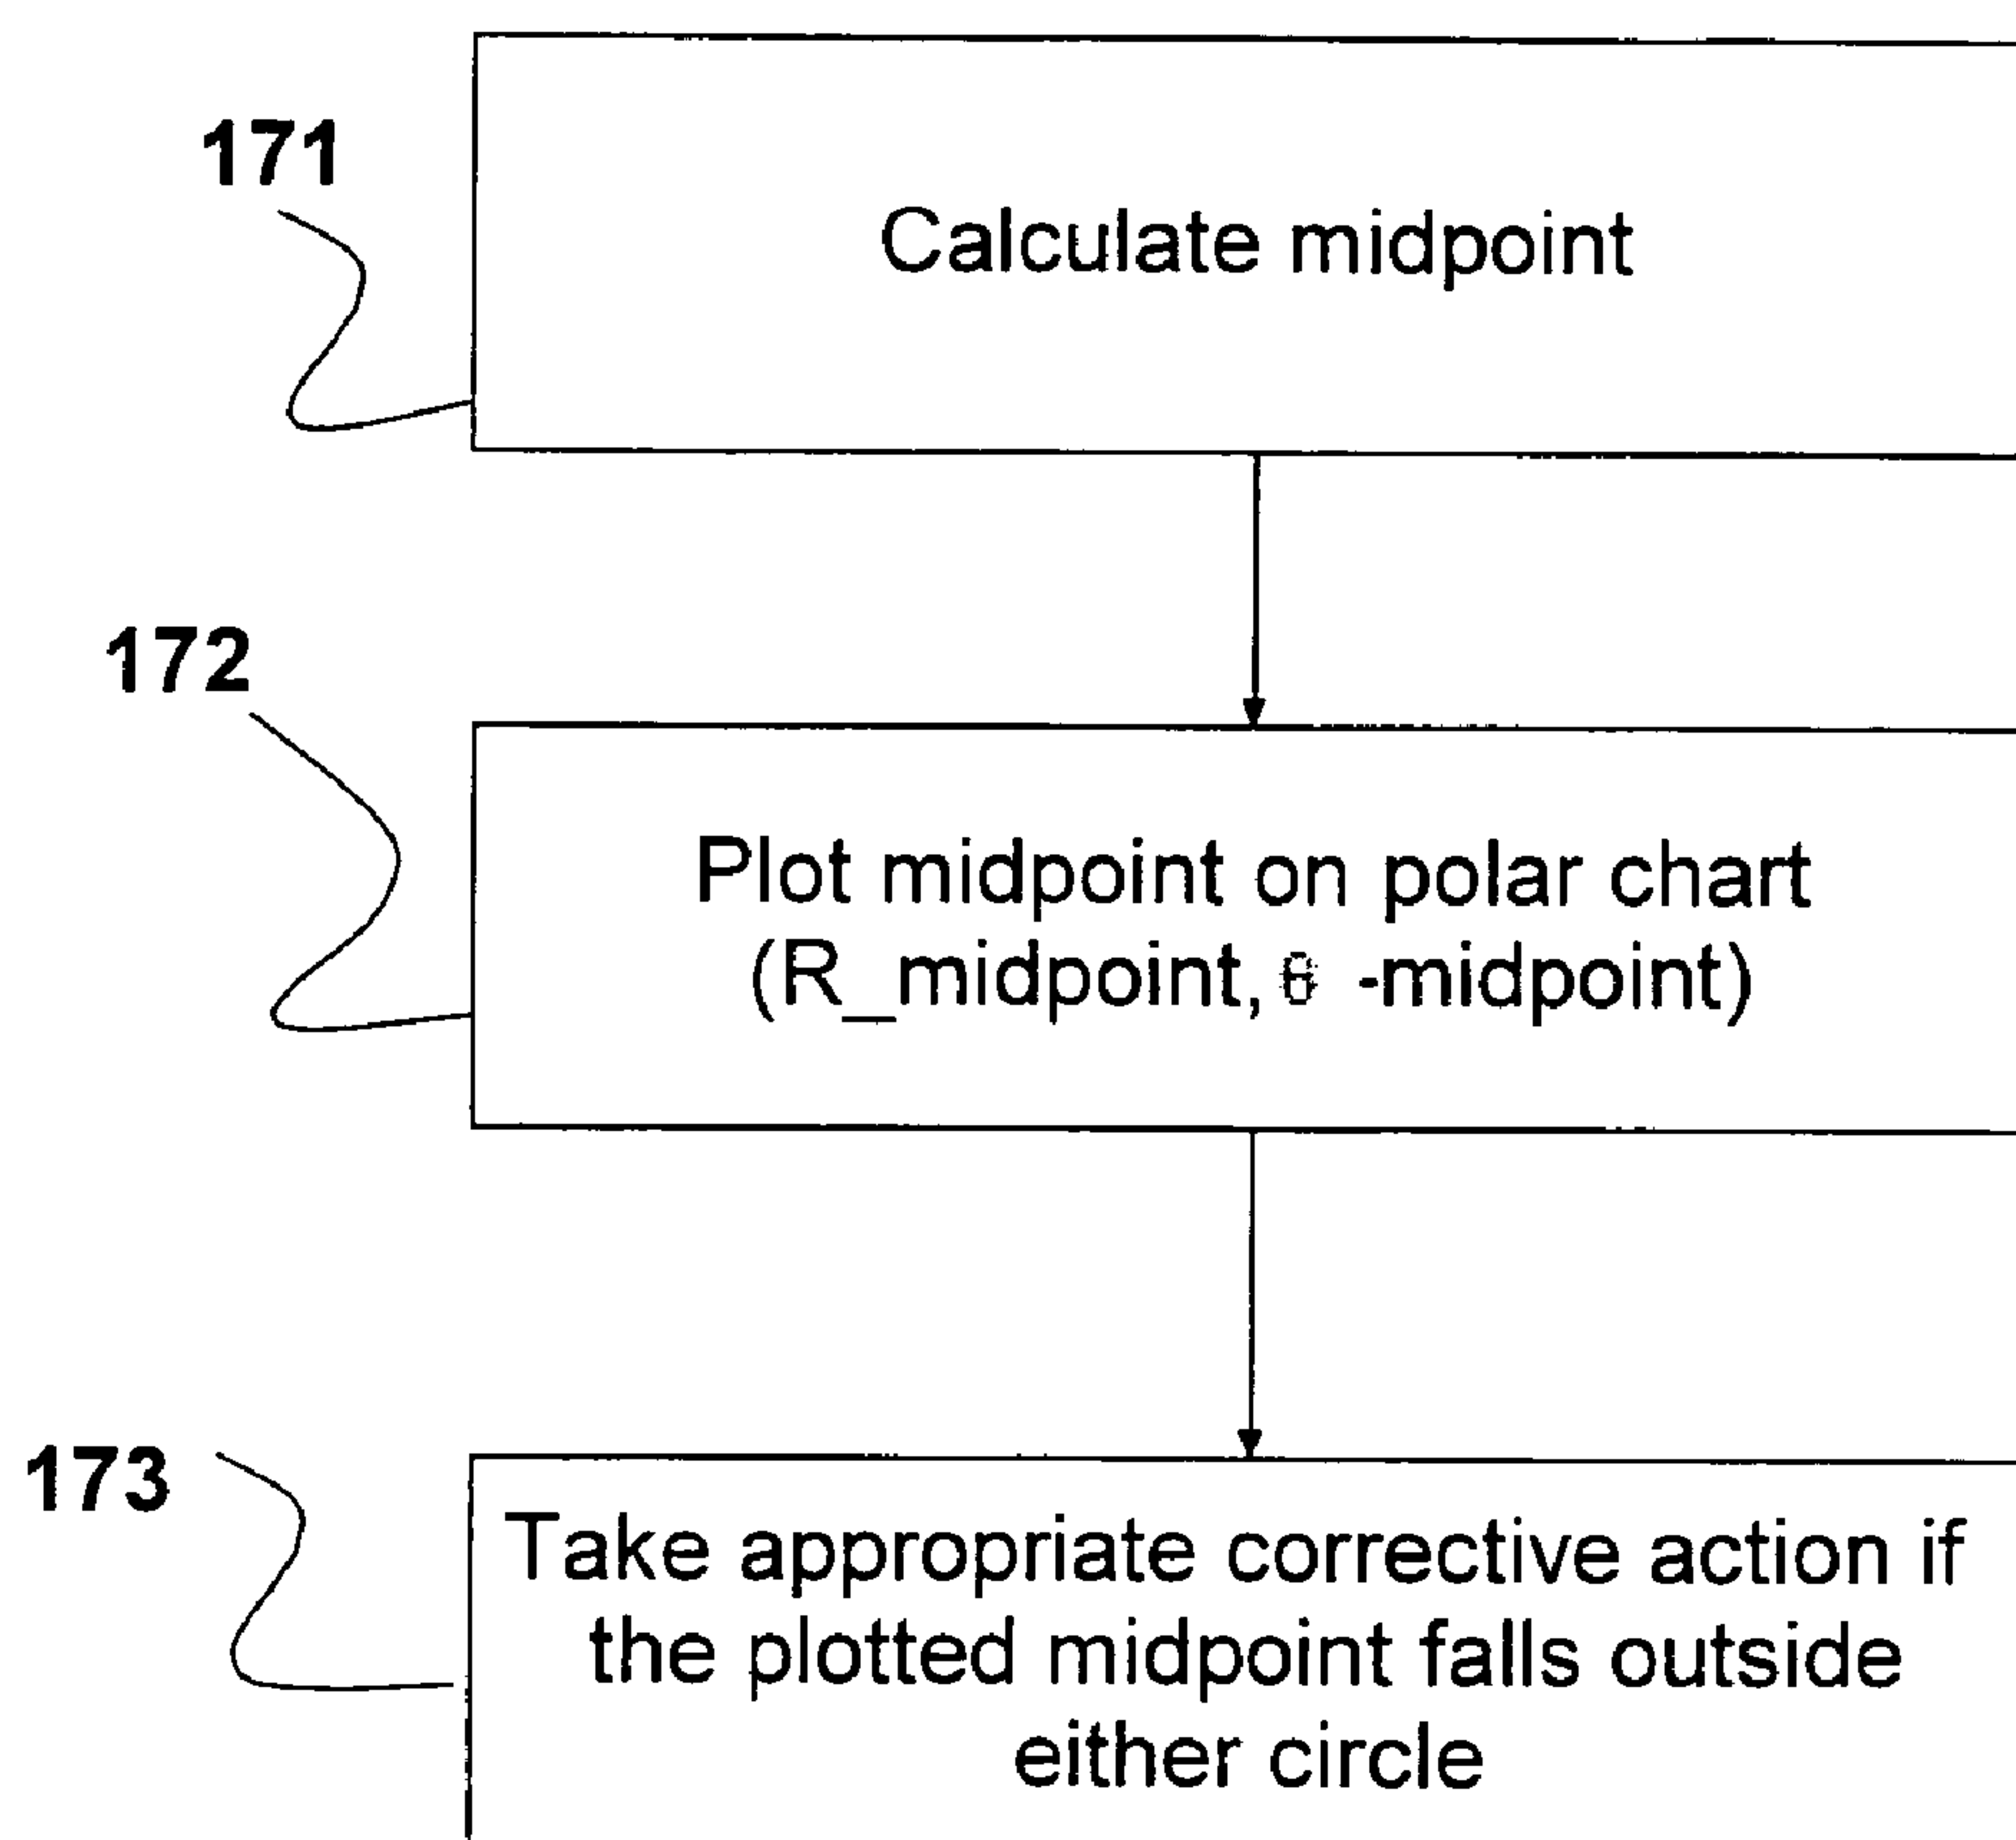 171
Calculate midpoint
172
Plot midpoint on polar chart
(R_midpoint, -midpoint)
173
Take appropriate corrective action if
the plotted midpoint falls outside
either circle